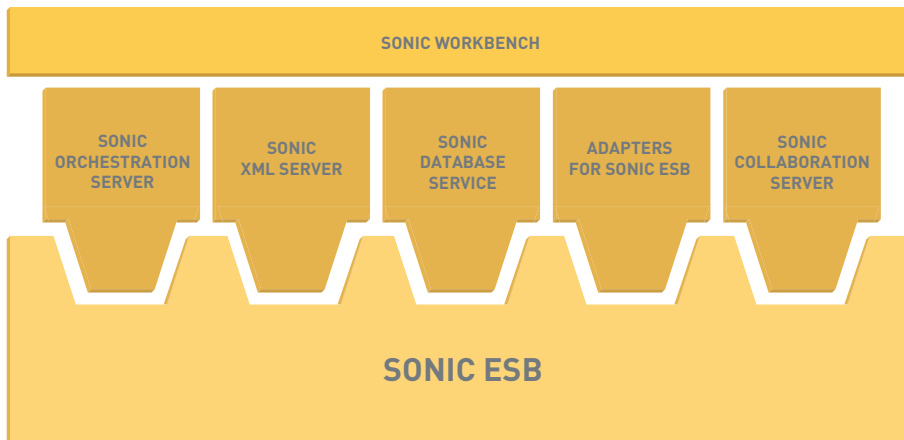 SONIC WORKBENCH
SONIC
ORCHESTRATION
SERVER
SONIC
XML SERVER
SONIC
DATABASE
SERVICE
ADAPTERS
FOR SONIC ESB
SONIC
COLLABORATION
SERVER
SONIC ESB